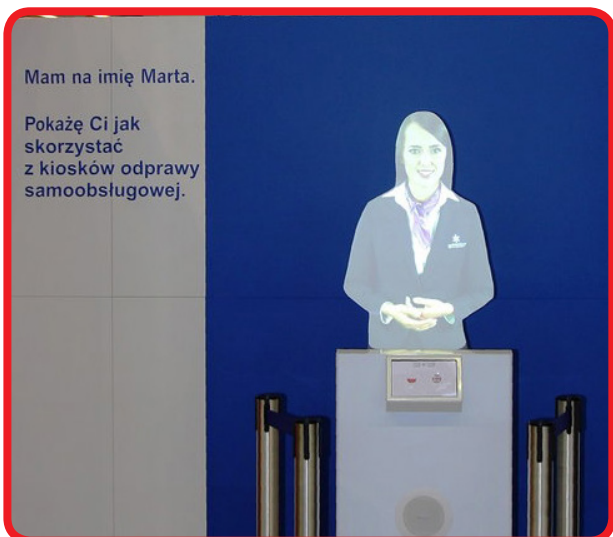 Mam na imię Marta.
Pokażę Ci jak
skorzystać
z kiosków odprawy
samoobsługowej.